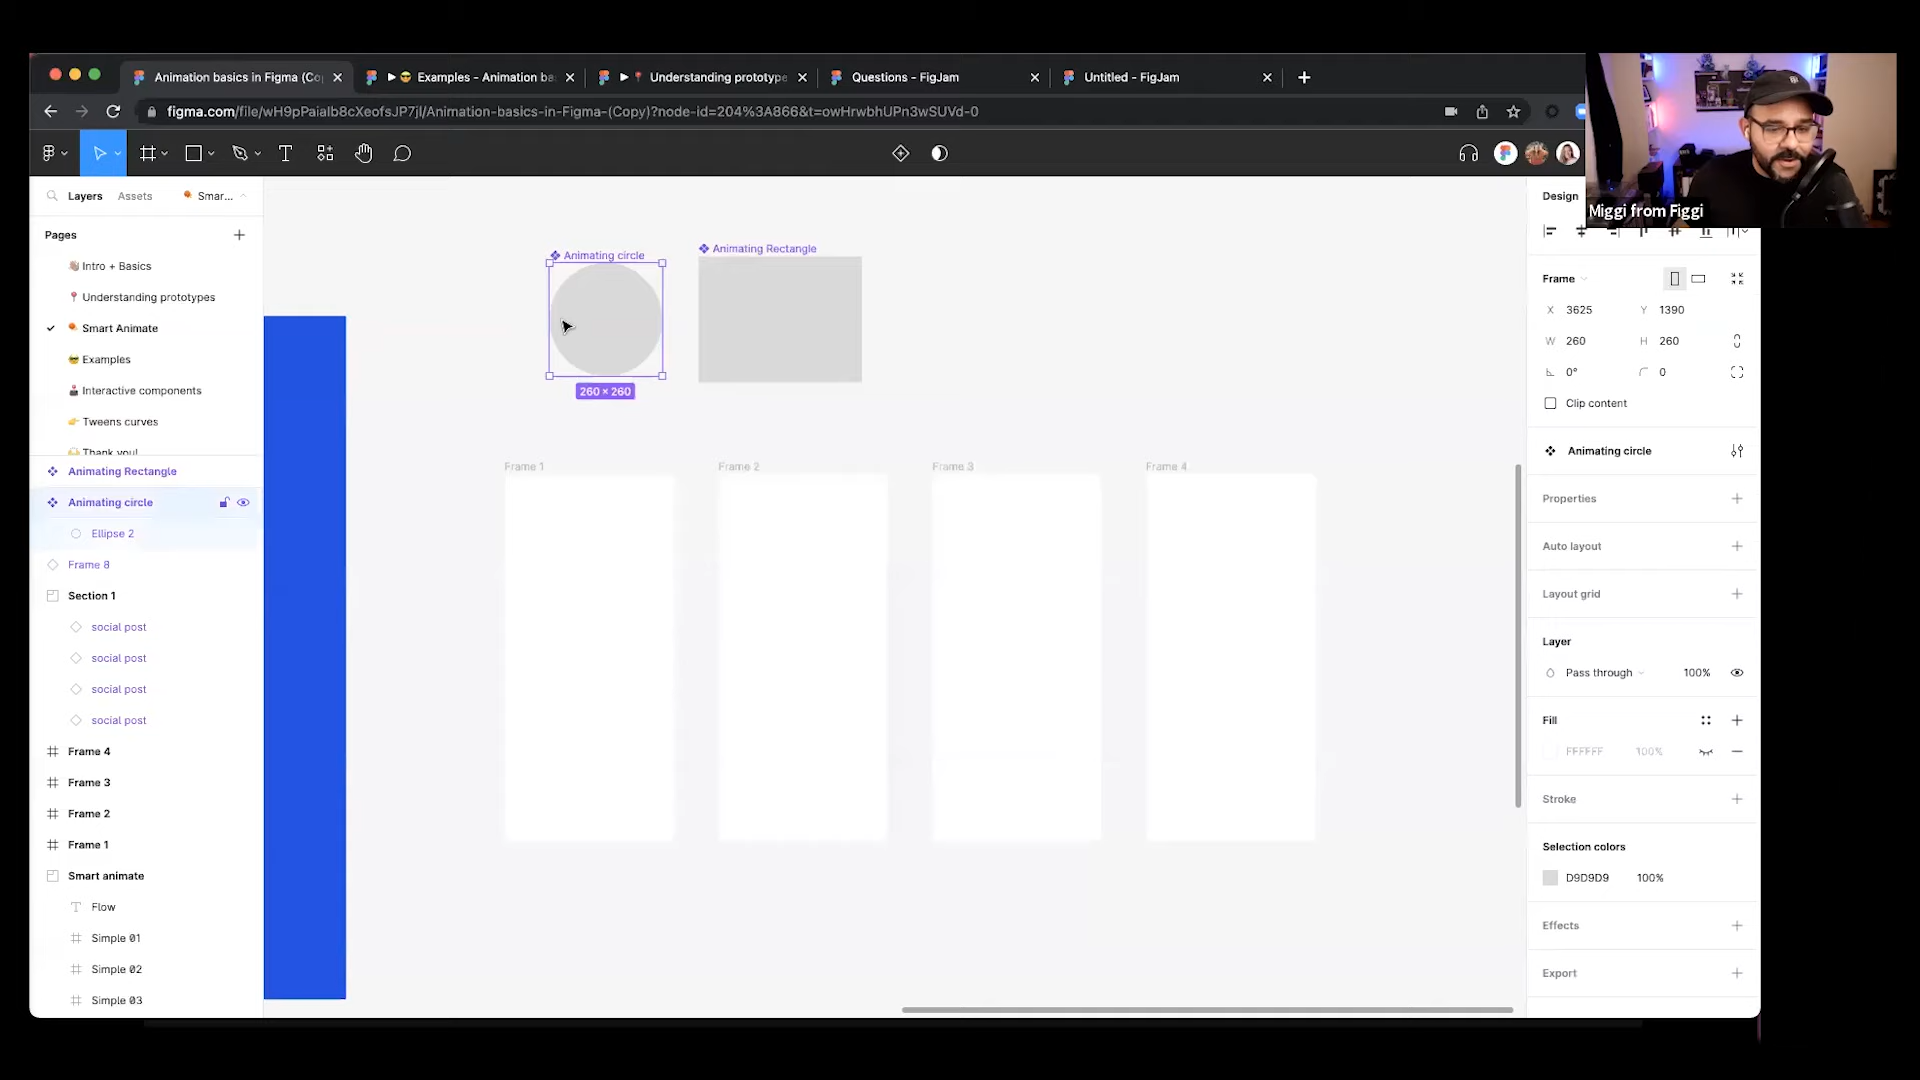 Animation basics in Figma (Co
Examples - Animation ba
Understanding prototype
Questions - FigJam
Untitled - FigJam
figma.com/file/wH9pPaialb8cXeofsJP7jl/Animation-basics-in-Figma-(Copy)?node-id=204%3A866&t=owHrwbhUPn3wSUVd-0
Miggi from Figgi
Layers
Assets
Smar...
Pages
Intro + Basics
Understanding prototypes
Smart Animate
Examples
Interactive components
Tweens curves
Thank you!
Animating Rectangle
Animating circle
Ellipse 2
Frame 8
Section 1
social post
social post
social post
social post
Frame 4
Frame 3
Frame 2
Frame 1
Smart animate
Flow
Simple 01
Simple 02
Simple 03
Animating circle
Animating Rectangle
260 × 260
Frame 1
Frame 2
Frame 3
Frame 4
Design
Frame
X 3625 Y 1390
W 260 H 260
0° 0
Clip content
Animating circle
Properties
Auto layout
Layout grid
Layer
Pass through 100%
Fill
FFFFFF 100%
Stroke
Selection colors
D9D9D9 100%
Effects
Export